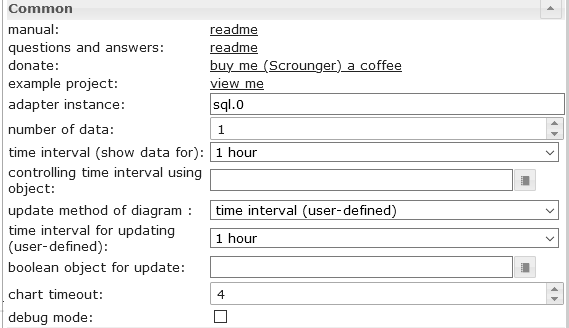 Common
manual: readme
questions and answers: readme
donate: buy me (Scrounger) a coffee
example project: view me
adapter instance: sql.0
number of data: 1
time interval (show data for): 1 hour
controlling time interval using
object:
update method of diagram : time interval (user-defined)
time interval for updating
(user-defined): 1 hour
boolean object for update:
chart timeout: 4
debug mode: